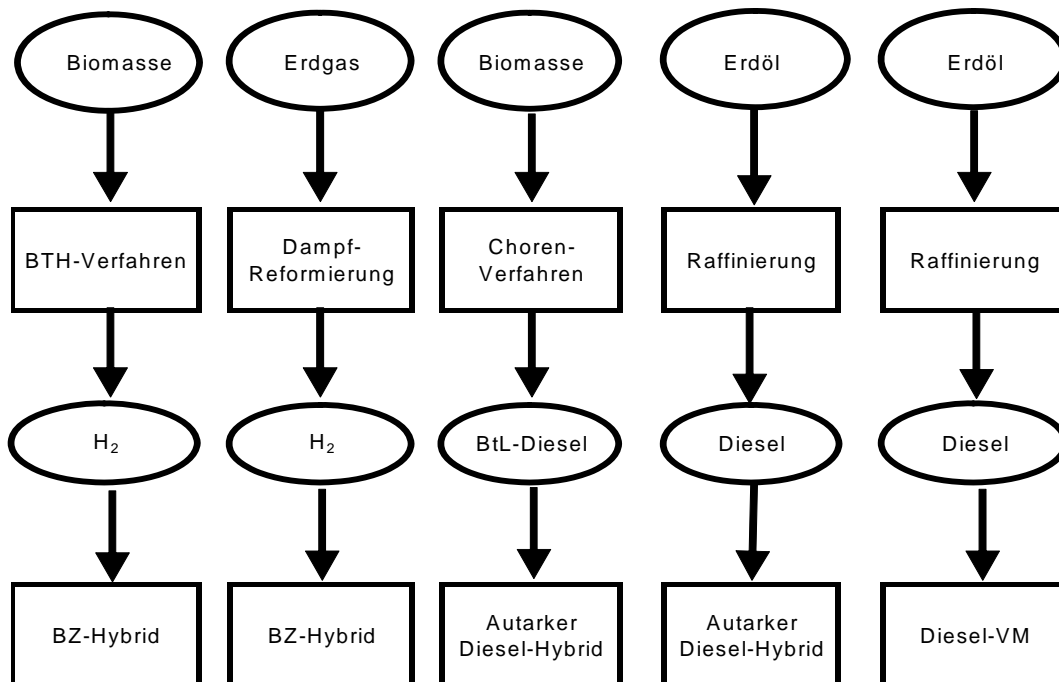 Biomasse
Erdgas
Biomasse
Erdöl
Erdöl
BTH-Verfahren
Dampf-
Reformierung
Choren-
Verfahren
Raffinierung
Raffinierung
H₂
H₂
BtL-Diesel
Diesel
Diesel
BZ-Hybrid
BZ-Hybrid
Autarker
Diesel-Hybrid
Autarker
Diesel-Hybrid
Diesel-VM